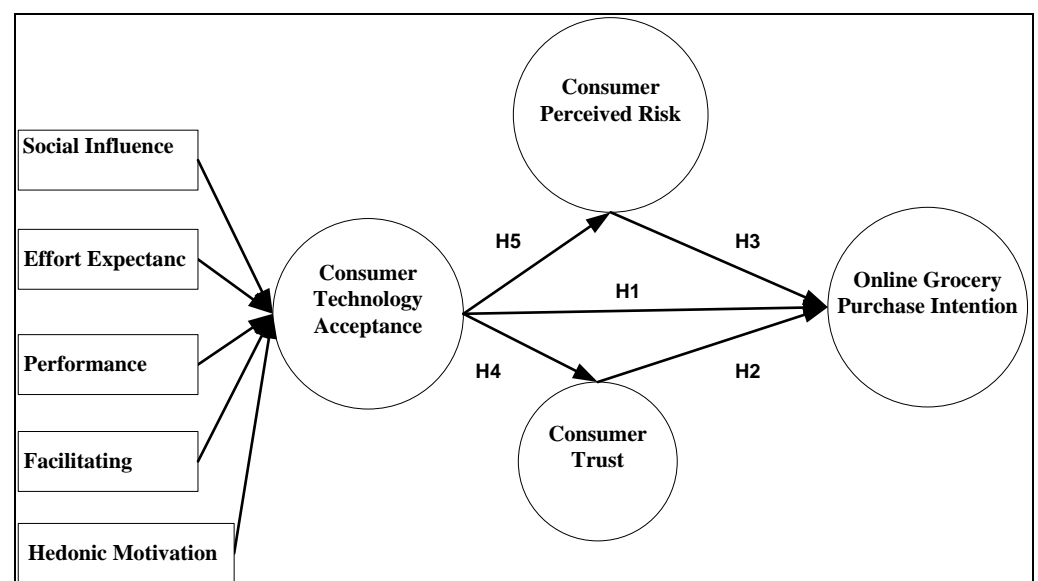 Social Influence
Effort Expectanc
Performance
Facilitating
Hedonic Motivation
Consumer
Technology
Acceptance
Consumer
Perceived Risk
Consumer
Trust
Online Grocery
Purchase Intention
H5
H3
H1
H4
H2